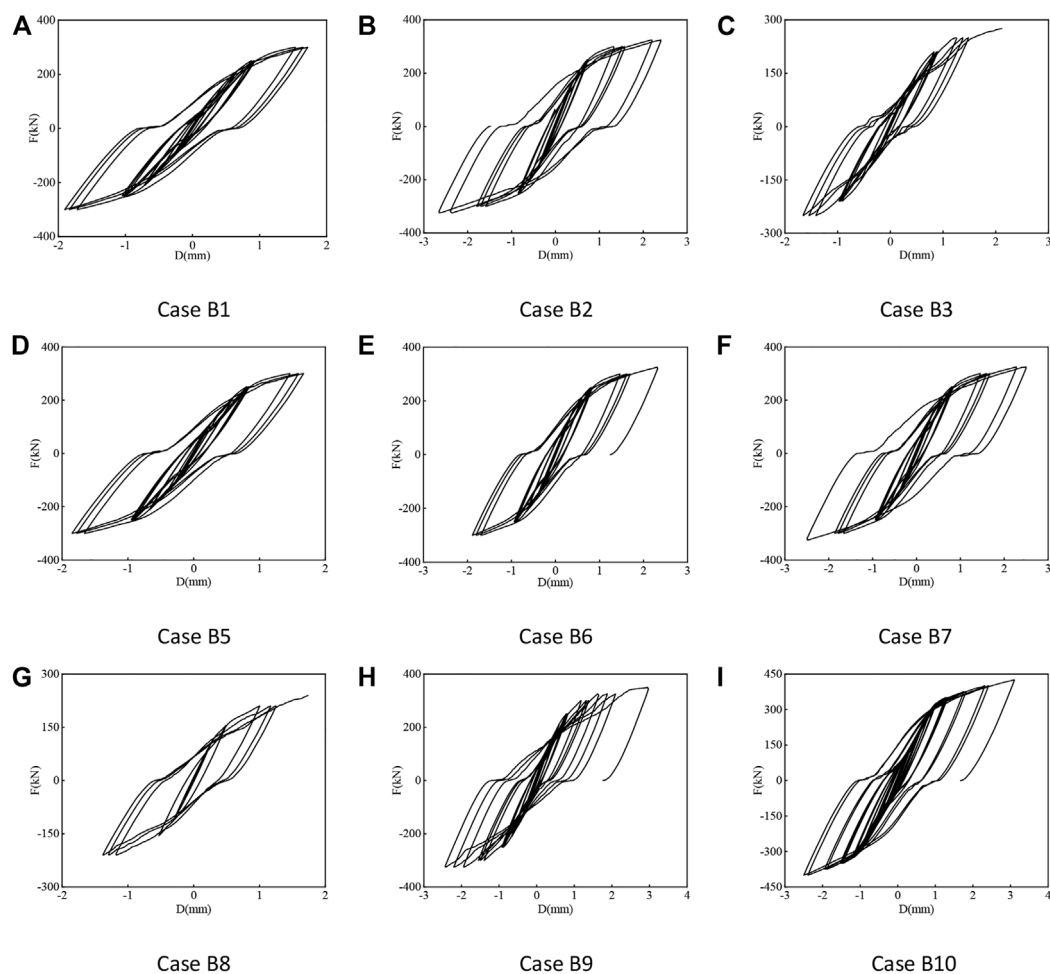 A B C
400 400 300
200 200 150
F(kN) 0 F(kN) 0 F(kN) 0
-200 -200 -150
-400 -400 -300
-2 -1 0 1 2 -3 -2 -1 0 1 2 3 -2 -1 0 1 2 3
D(mm) D(mm) D(mm)
Case B1 Case B2 Case B3
D E F
400 400 400
200 200 200
F(kN) 0 F(kN) 0 F(kN) 0
-200 -200 -200
-400 -400 -400
-2 -1 0 1 2 -3 -2 -1 0 1 2 3 -3 -2 -1 0 1 2 3
D(mm) D(mm) D(mm)
Case B5 Case B6 Case B7
G H I
300 400 450
150 200 300
150
F(kN) 0 F(kN) 0 F(kN) 0
-150 -200 -150
-300
-300 -400 -450
-2 -1 0 1 2 -3 -2 -1 0 1 2 3 -3 -2 -1 0 1 2 3 4
D(mm) D(mm) D(mm)
Case B8 Case B9 Case B10